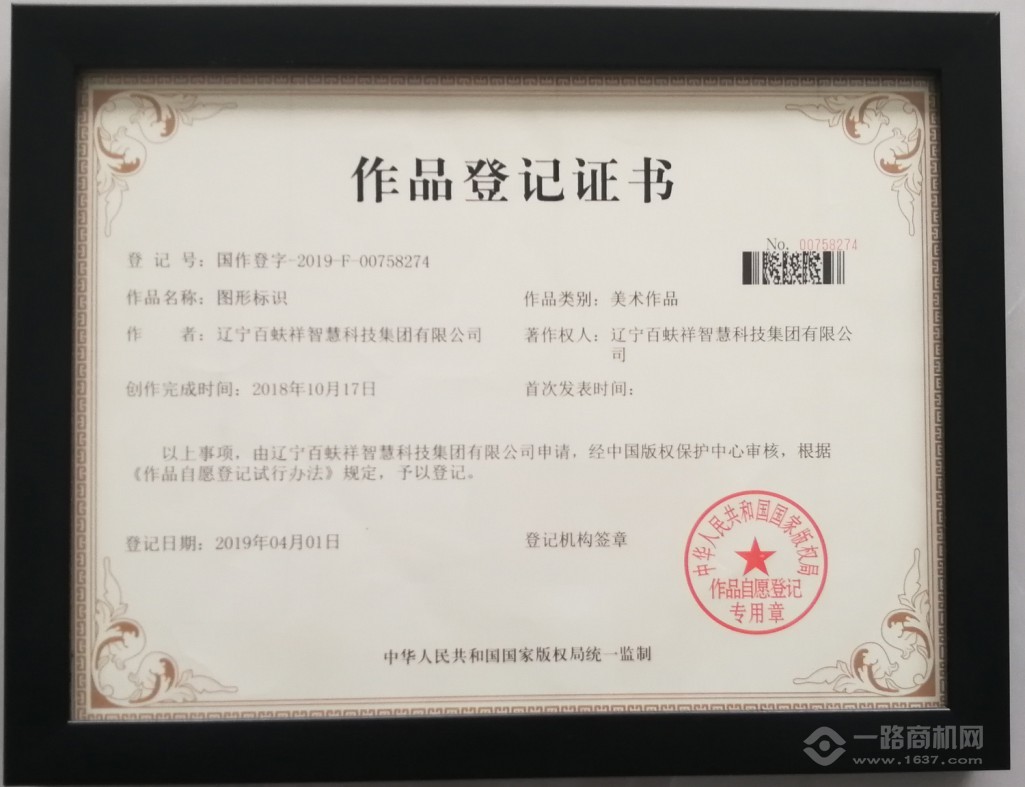 作品登记证书
No. 00758274
登 记 号：国作登字-2019-F-00758274
作品名称：图形标识
作品类别：美术作品
作 者：辽宁百蚨祥智慧科技集团有限公司
著作权人：辽宁百蚨祥智慧科技集团有限公
司
创作完成时间：2018年10月17日
首次发表时间：
以上事项，由辽宁百蚨祥智慧科技集团有限公司申请，经中国版权保护中心审核，根据
《作品自愿登记试行办法》规定，予以登记。
登记日期：2019年04月01日
登记机构签章
中华人民共和国国家版权局
作品自愿登记
专用章
中华人民共和国国家版权局统一监制
一路商机网
www.1637.com